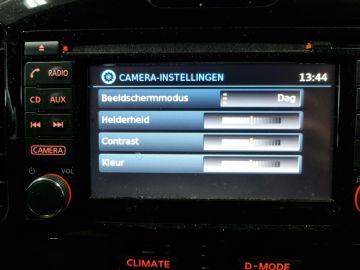 CAMERA-INSTELLINGEN 13:44
RADIO
Beeldschermmodus Dag
CD AUX
Helderheid
Contrast
CAMERA
Kleur
VOL
CLIMATE D-MODE